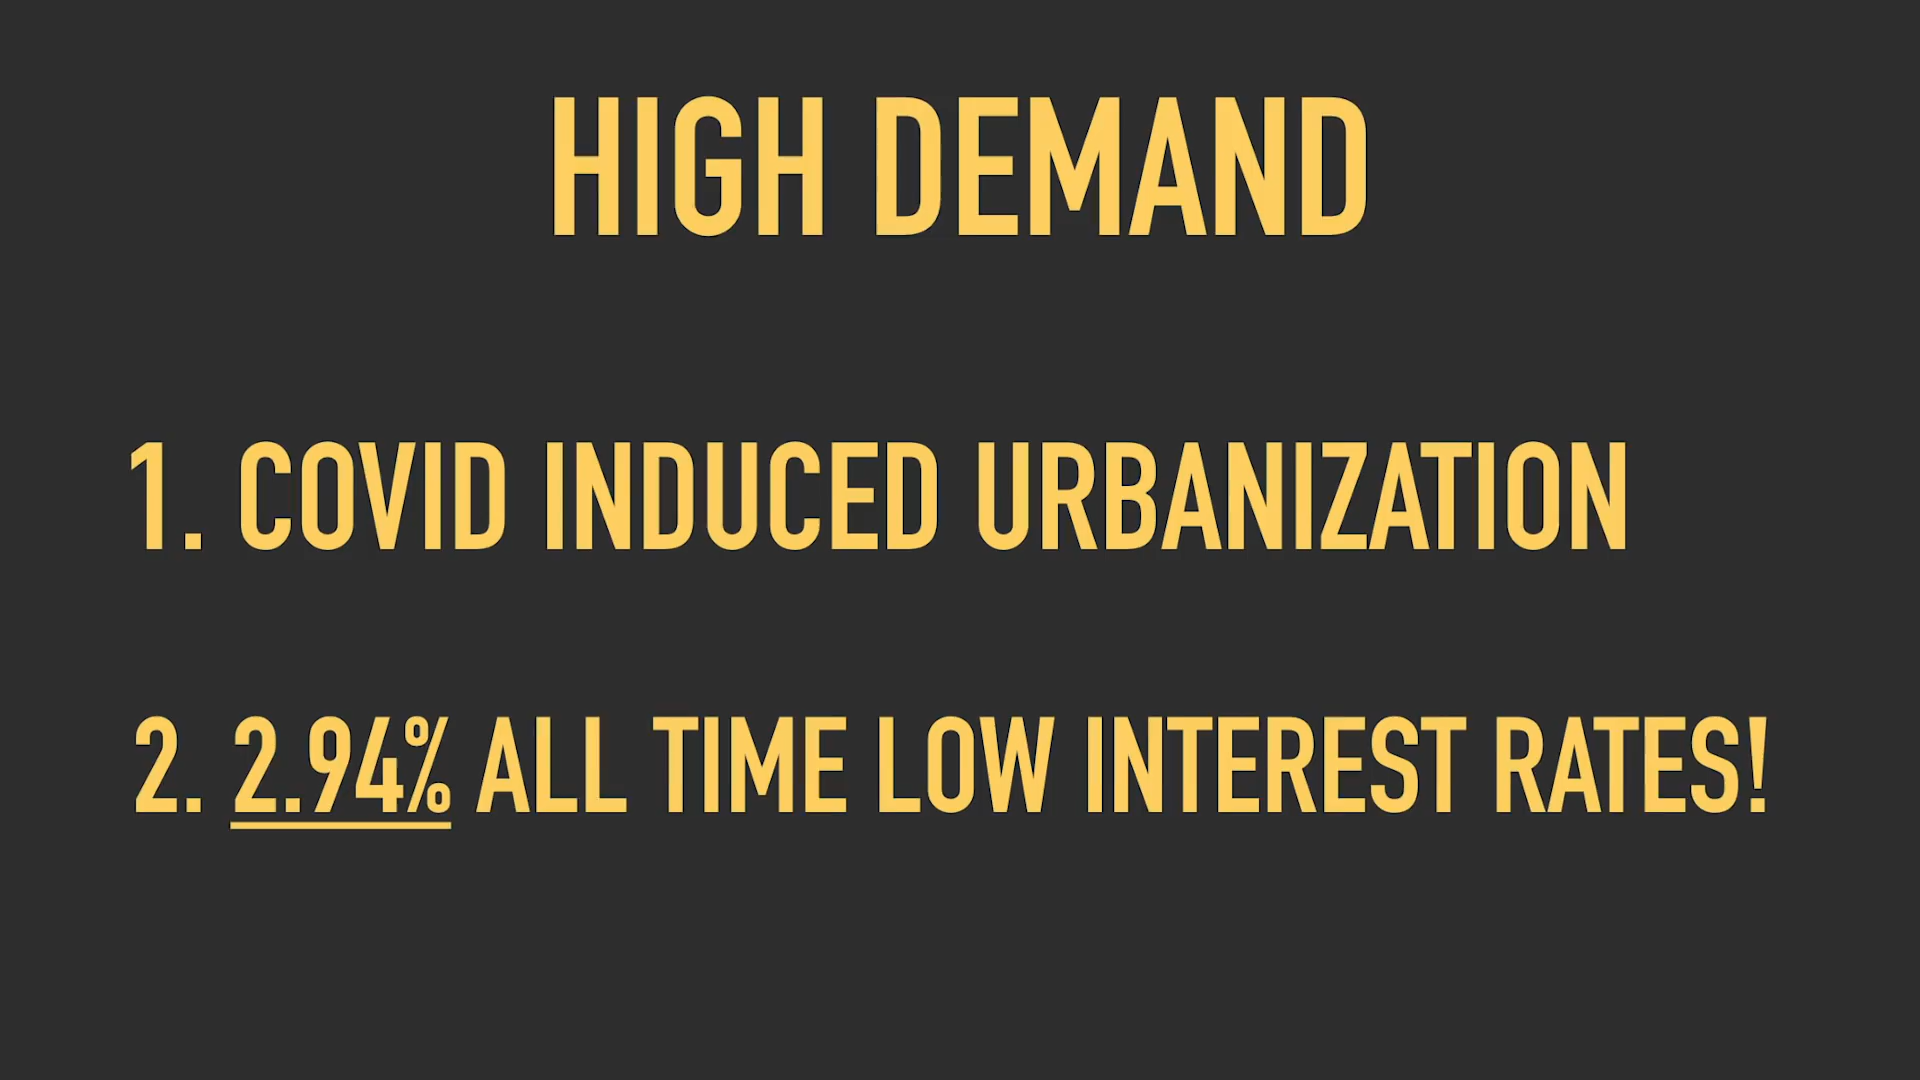 HIGH DEMAND
1. COVID INDUCED URBANIZATION
2. 2.94% ALL TIME LOW INTEREST RATES!